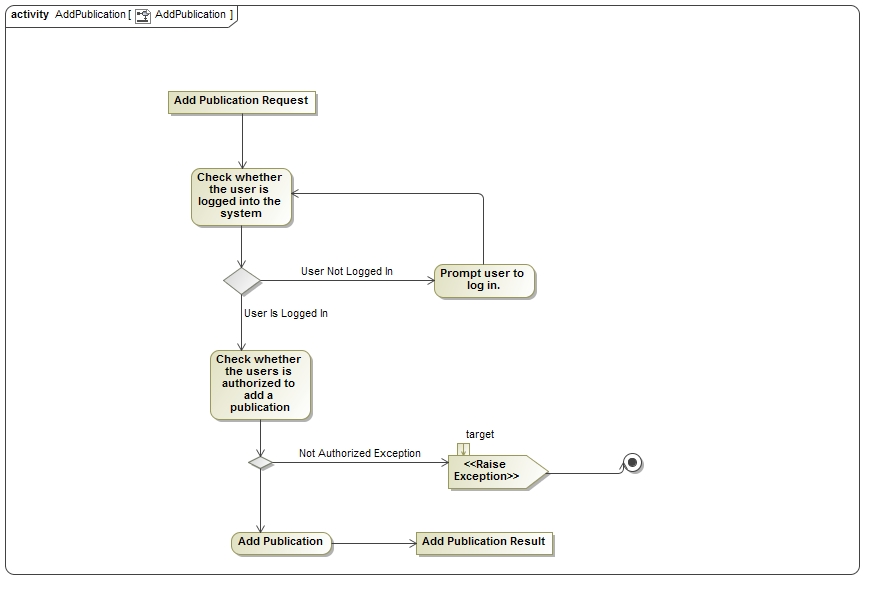 activity AddPublication [ AddPublication ]
Add Publication Request
Check whether
the user is
logged into the
system
User Not Logged In
Prompt user to
log in.
User Is Logged In
Check whether
the users is
authorized to
add a
publication
target
Not Authorized Exception
<<Raise
Exception>>
Add Publication
Add Publication Result